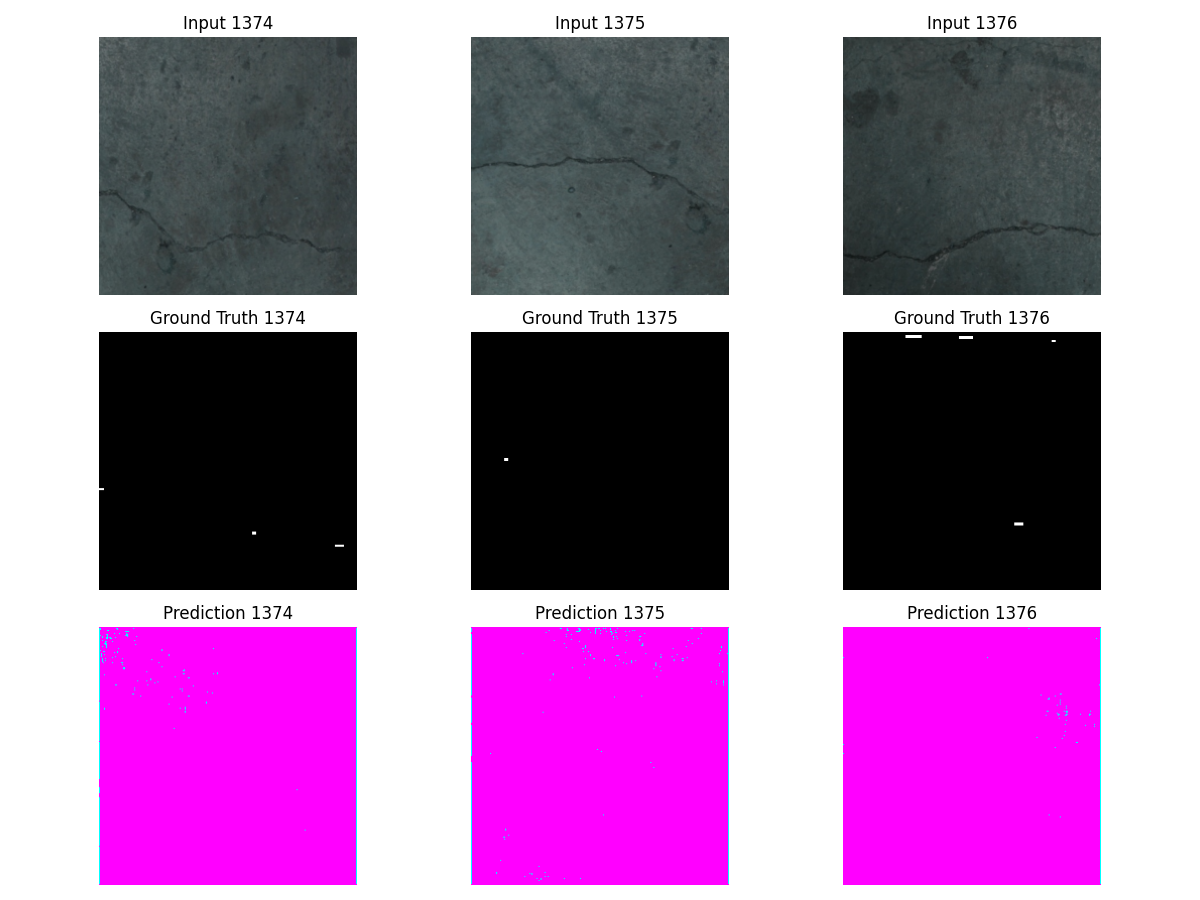 Input 1374
Input 1375
Input 1376
Ground Truth 1374
Ground Truth 1375
Ground Truth 1376
Prediction 1374
Prediction 1375
Prediction 1376